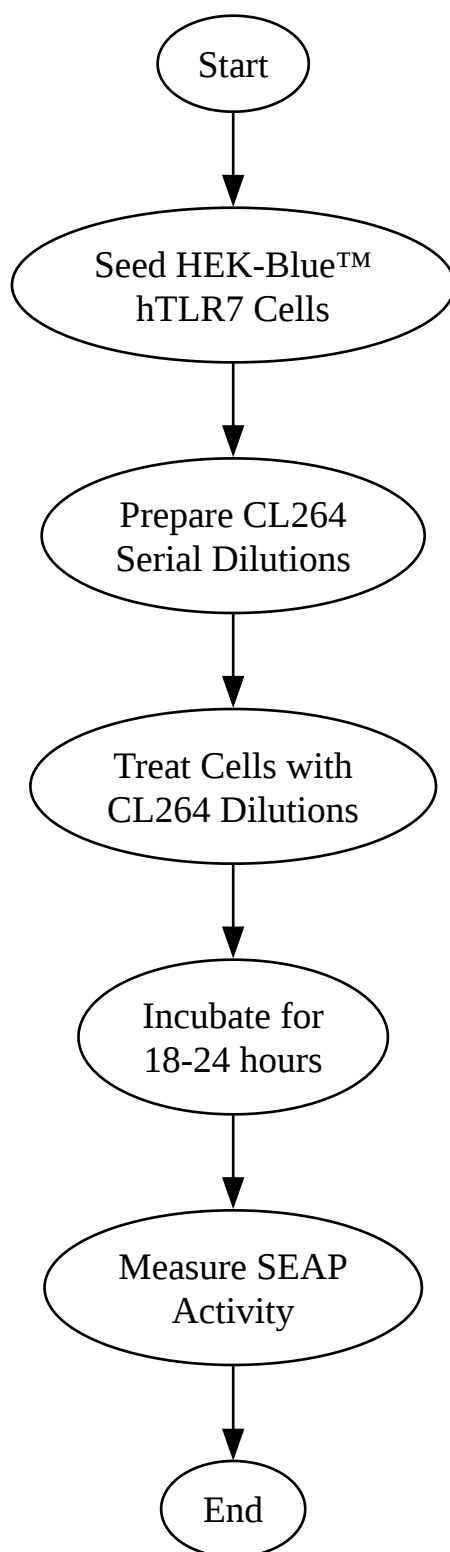 Start
Seed HEK-Blue™
hTLR7 Cells
Prepare CL264
Serial Dilutions
Treat Cells with
CL264 Dilutions
Incubate for
18-24 hours
Measure SEAP
Activity
End